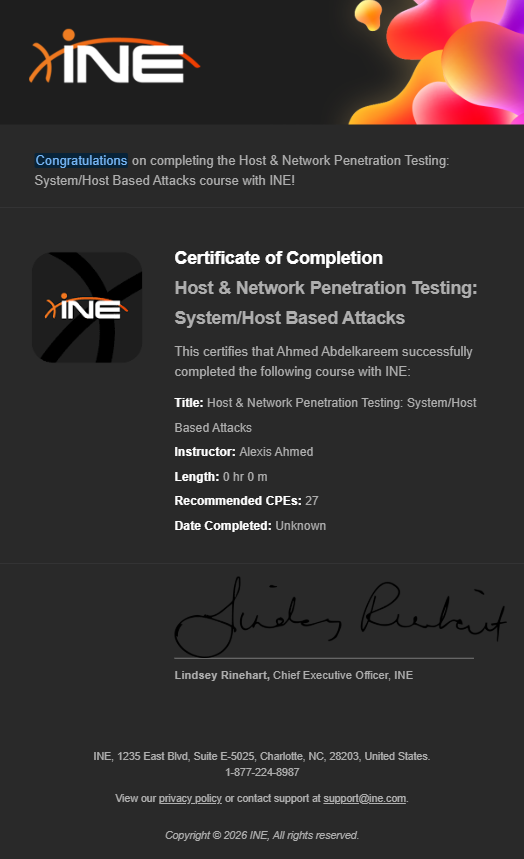 INE
Congratulations on completing the Host & Network Penetration Testing:
System/Host Based Attacks course with INE!
INE
Certificate of Completion
Host & Network Penetration Testing:
System/Host Based Attacks
This certifies that Ahmed Abdelkareem successfully
completed the following course with INE:
Title: Host & Network Penetration Testing: System/Host
Based Attacks
Instructor: Alexis Ahmed
Length: 0 hr 0 m
Recommended CPEs: 27
Date Completed: Unknown
Lindsey Rinehart
Lindsey Rinehart, Chief Executive Officer, INE
INE, 1235 East Blvd, Suite E-5025, Charlotte, NC, 28203, United States.
1-877-224-8987
View our privacy policy or contact support at support@ine.com.
Copyright © 2026 INE, All rights reserved.